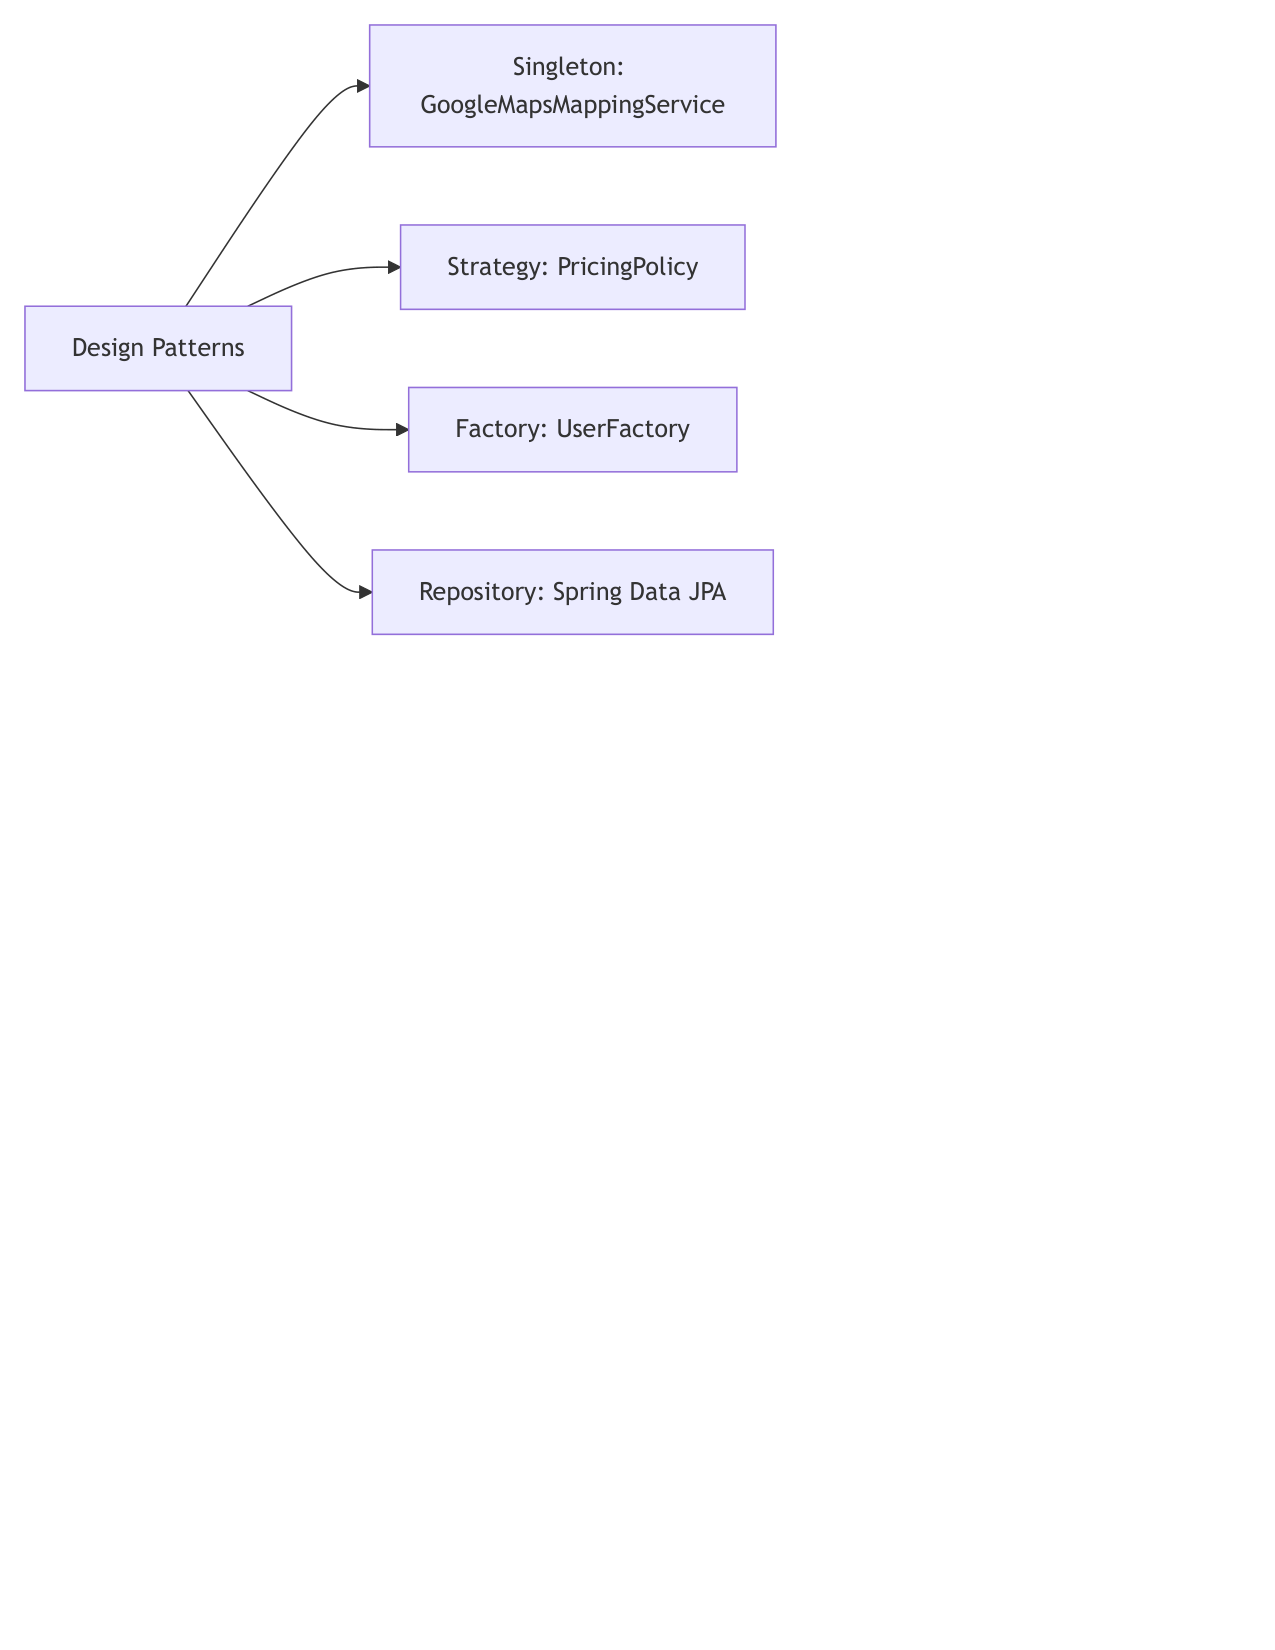 Singleton:
GoogleMapsMappingService
Strategy: PricingPolicy
Design Patterns
Factory: UserFactory
Repository: Spring Data JPA